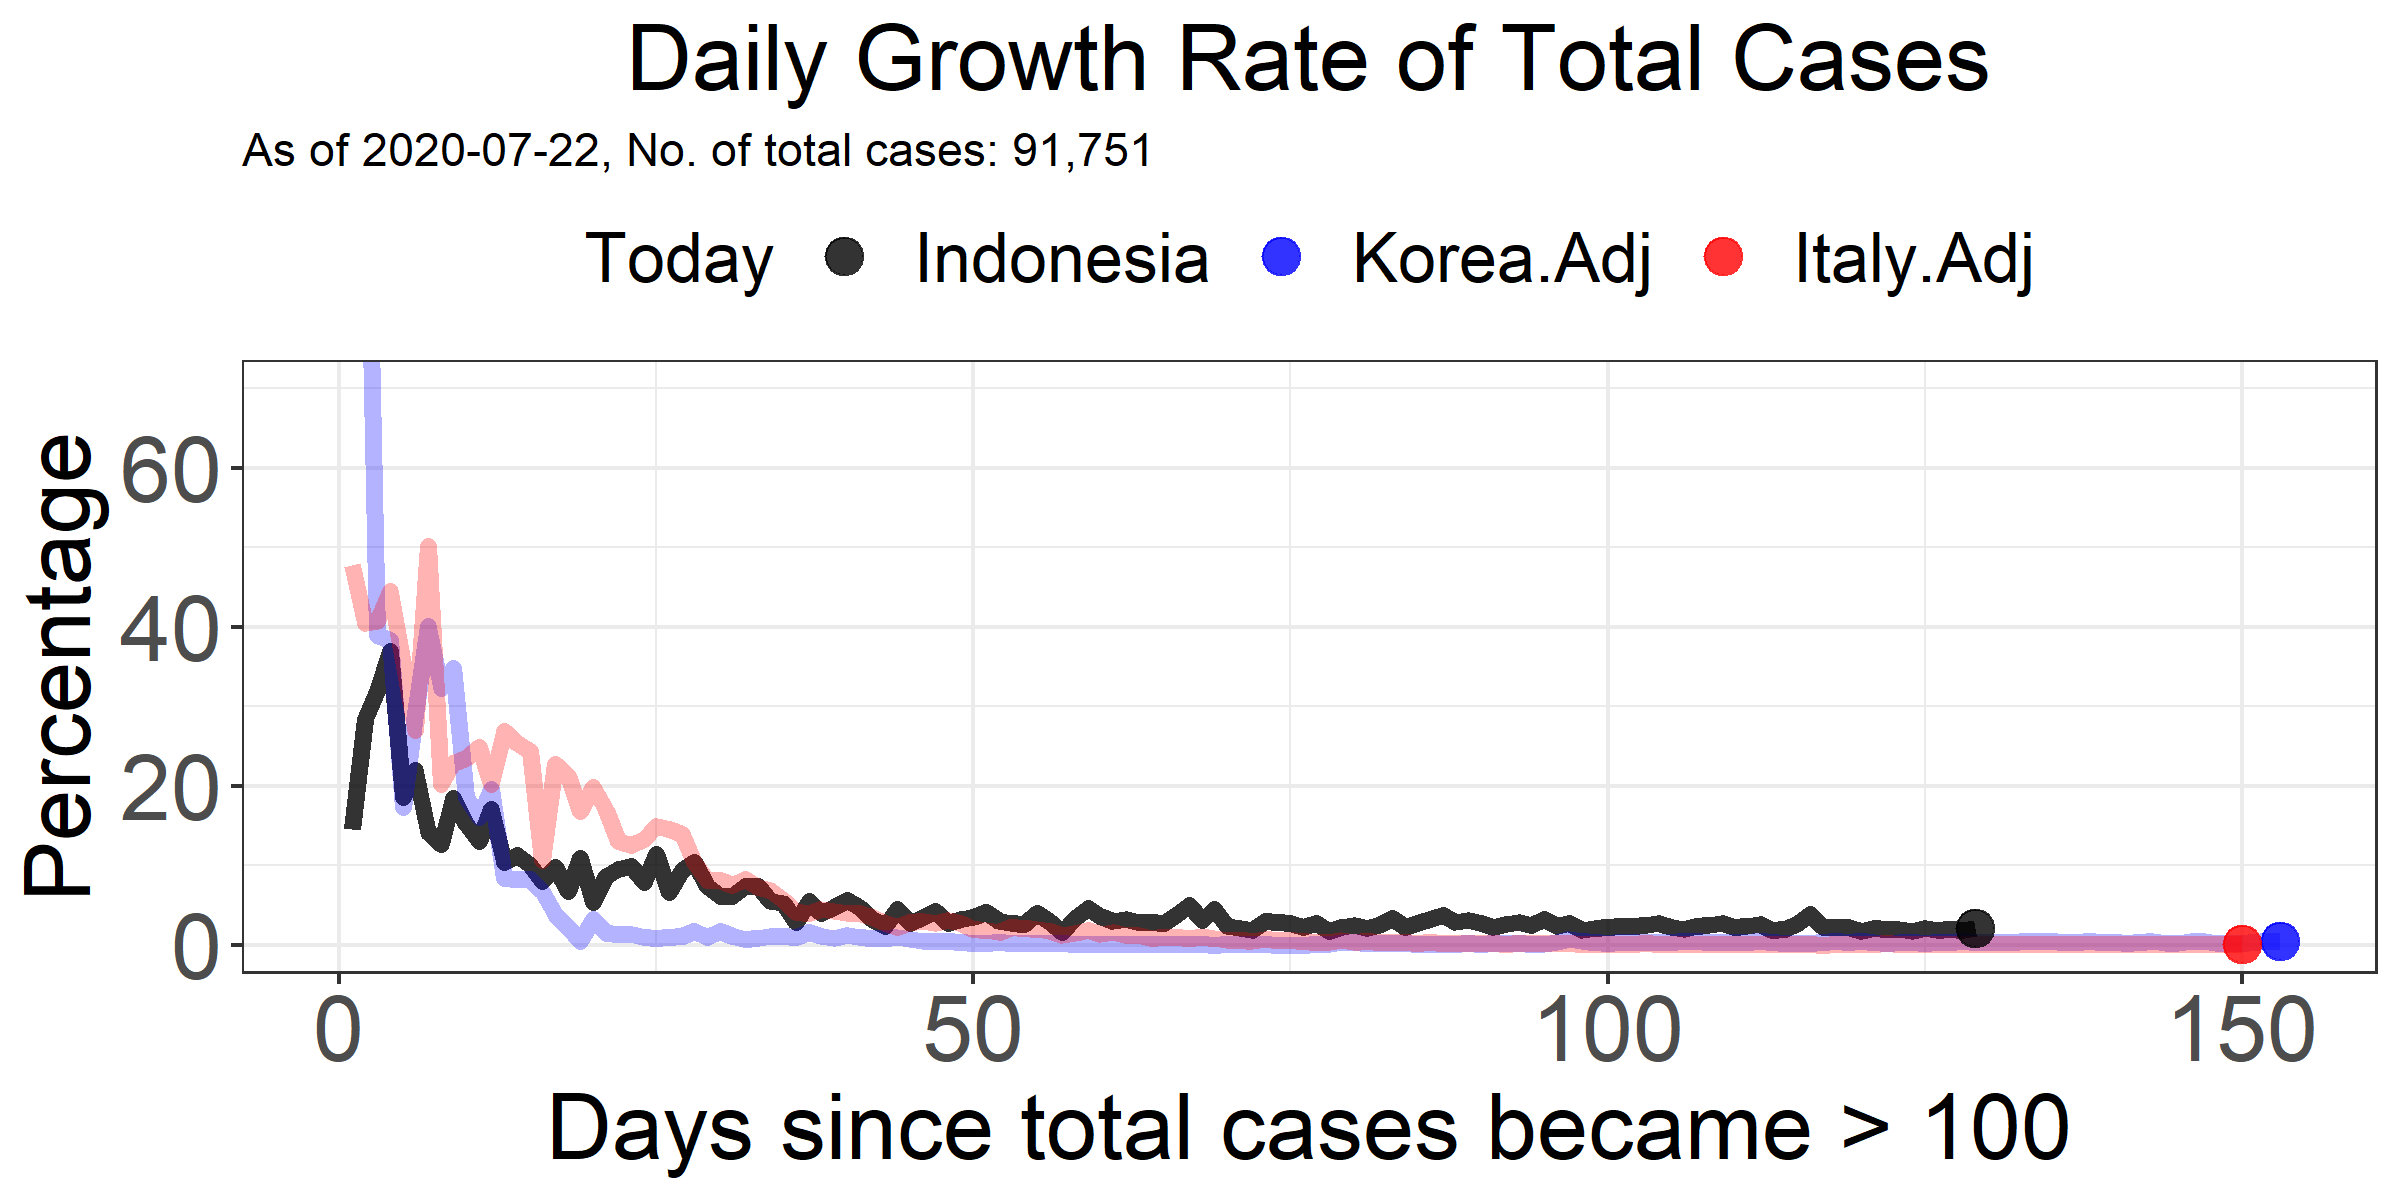 Daily Growth Rate of Total Cases
As of 2020-07-22, No. of total cases: 91,751
Today Indonesia Korea.Adj Italy.Adj
Percentage
60
40
20
0
0 50 100 150
Days since total cases became > 100